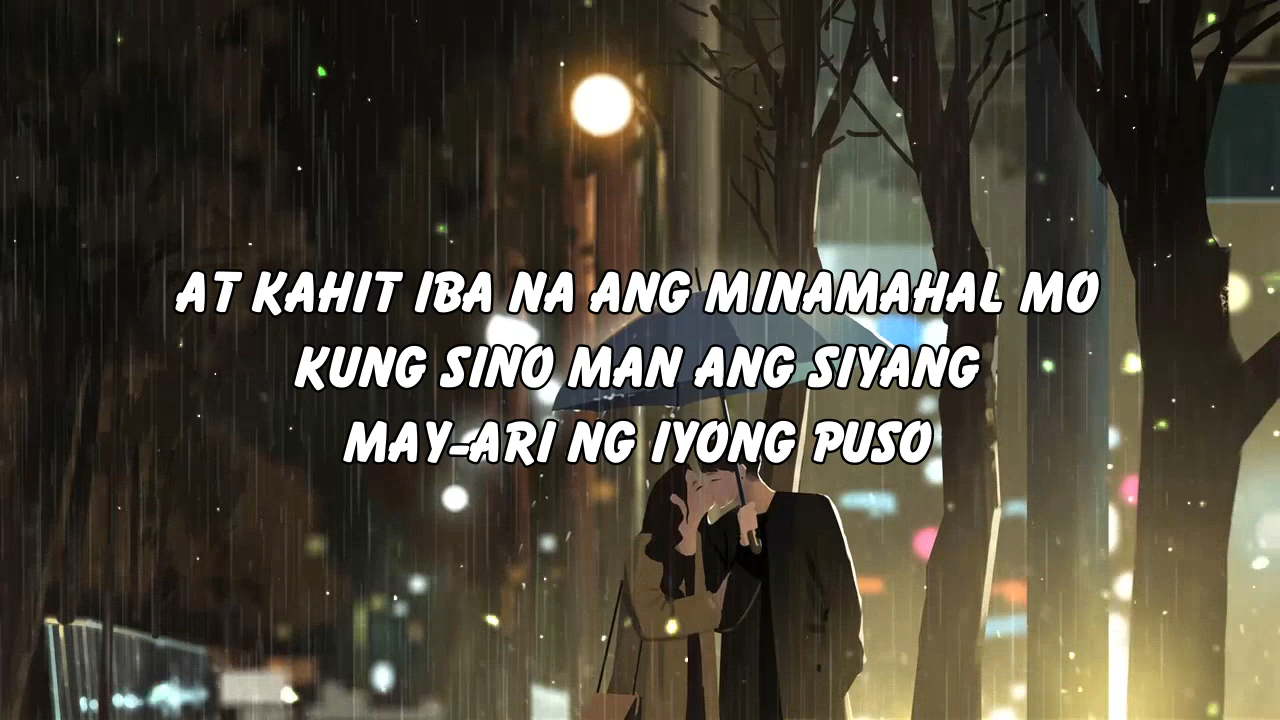 AT KAHIT IBA NA ANG MINAMAHAL MO
KUNG SINO MAN ANG SIYANG
MAY-ARI NG IYONG PUSO